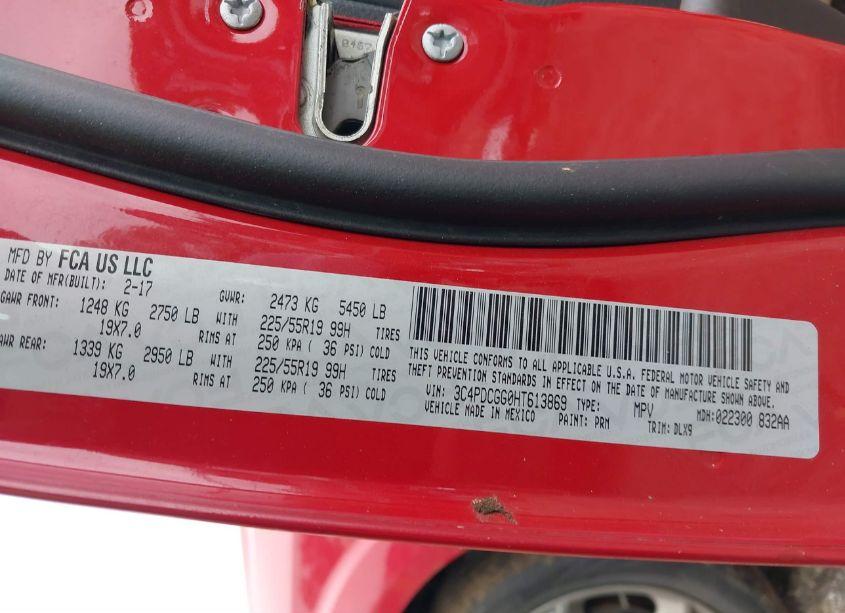 8467
MFD BY FCA US LLC
DATE OF MFR(BUILT): 2-17 GVWR: 2473 KG 5450 LB
GAWR FRONT: 1248 KG 2750 LB WITH 225/55R19 99H TIRES
19X7.0 RIMS AT 250 KPA ( 36 PSI) COLD
AWR REAR: 1339 KG 2950 LB WITH 225/55R19 99H TIRES
19X7.0 RIMS AT 250 KPA ( 36 PSI) COLD
THIS VEHICLE CONFORMS TO ALL APPLICABLE U.S.A. FEDERAL MOTOR VEHICLE SAFETY AND
THEFT PREVENTION STANDARDS IN EFFECT ON THE DATE OF MANUFACTURE SHOWN ABOVE.
VIN: 3C4PDCGG0HT613869 TYPE: MPV MDH:022300 832AA
VEHICLE MADE IN MEXICO PAINT: PRM TRIM: DLX9